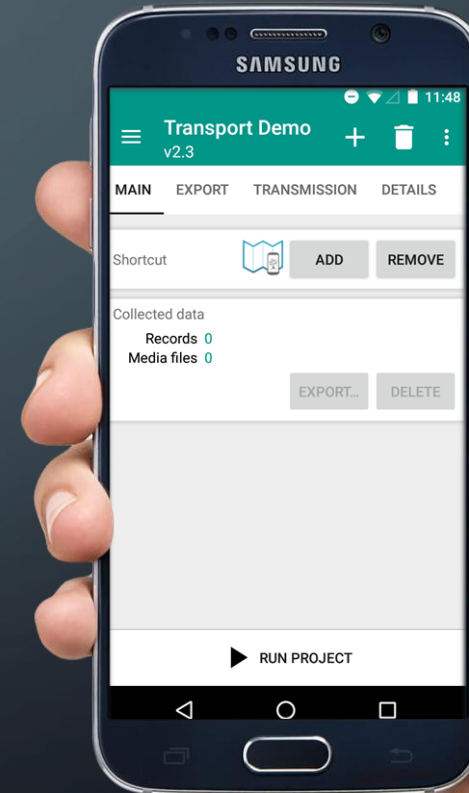 SAMSUNG
11:48
Transport Demo
v2.3
MAIN EXPORT TRANSMISSION DETAILS
Shortcut ADD REMOVE
Collected data
Records 0
Media files 0
EXPORT... DELETE
RUN PROJECT